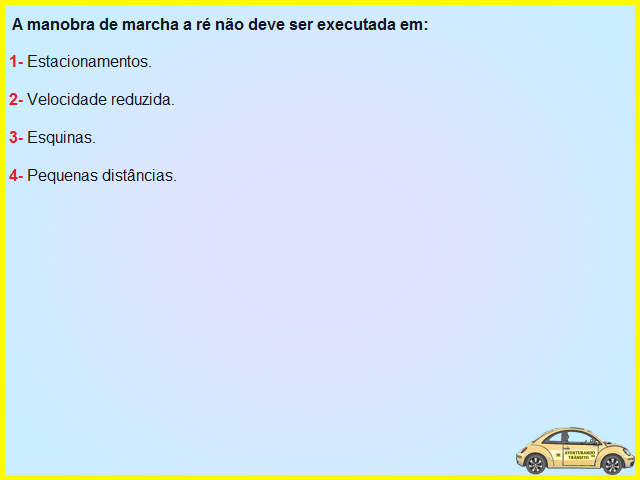 A manobra de marcha a ré não deve ser executada em:
1- Estacionamentos.
2- Velocidade reduzida.
3- Esquinas.
4- Pequenas distâncias.
AVENTURANDO
TRÂNSITO